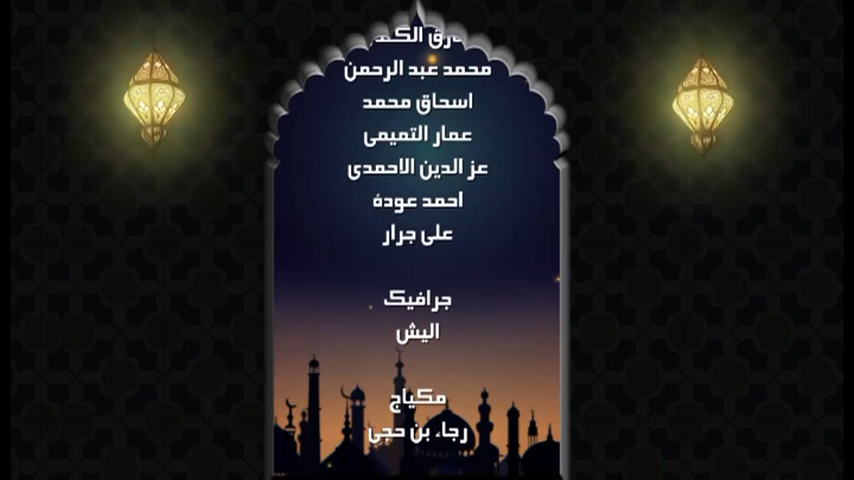 محمد عبد الرحمن
اسحاق محمد
عمار التميمى
عز الدين الاحمدى
احمد عودة
على جرار
جرافيك
اليش
مكياج
رجاء بن حجى